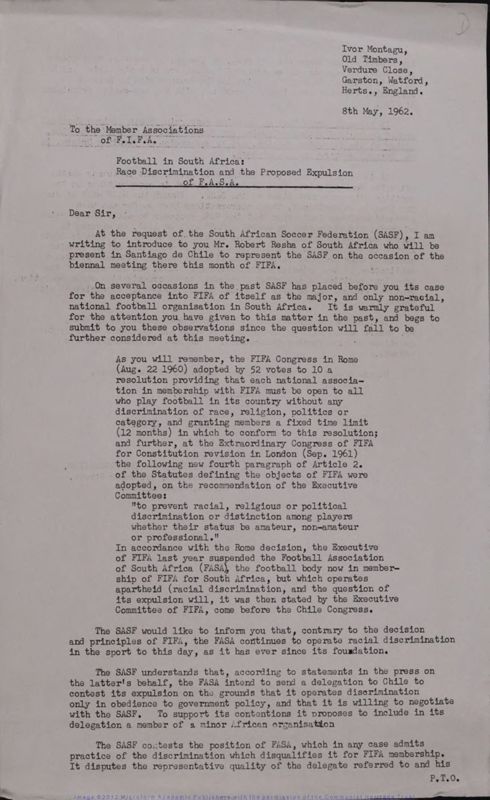 Ivor Montagu,
Old Timbers,
Verdure Close,
Garston, Watford,
Herts., England.
8th May, 1962.
To the Member Associations
of F.I.F.A.
Football in South Africa:
Race Discrimination and the Proposed Expulsion
of F.A.S.A.
Dear Sir,
At the request of the South African Soccer Federation (SASF), I am
writing to introduce to you Mr. Robert Resha of South Africa who will be
present in Santiago de Chile to represent the SASF on the occasion of the
biennal meeting there this month of FIFA.
On several occasions in the past SASF has placed before you its case
for the acceptance into FIFA of itself as the major, and only non-racial,
national football organisation in South Africa. It is warmly grateful
for the attention you have given to this matter in the past, and begs to
submit to you these observations since the question will fall to be
further considered at this meeting.
As you will remember, the FIFA Congress in Rome
(Aug. 22 1960) adopted by 52 votes to 10 a
resolution providing that each national associa-
tion in membership with FIFA must be open to all
who play football in its country without any
discrimination of race, religion, politics or
category, and granting members a fixed time limit
(12 months) in which to conform to this resolution;
and further, at the Extraordinary Congress of FIFA
for Constitution revision in London (Sep. 1961)
the following new fourth paragraph of Article 2.
of the Statutes defining the objects of FIFA were
adopted, on the recommendation of the Executive
Committee:
"to prevent racial, religious or political
discrimination or distinction among players
whether their status be amateur, non-amateur
or professional."
In accordance with the Rome decision, the Executive
of FIFA last year suspended the Football Association
of South Africa (FASA), the football body now in member-
ship of FIFA for South Africa, but which operates
apartheid (racial discrimination, and the question of
its expulsion will, it was then stated by the Executive
Committee of FIFA, come before the Chile Congress.
The SASF would like to inform you that, contrary to the decision
and principles of FIFA, the FASA continues to operate racial discrimination
in the sport to this day, as it has ever since its foundation.
The SASF understands that, according to statements in the press on
the latter's behalf, the FASA intend to send a delegation to Chile to
contest its expulsion on the grounds that it operates discrimination
only in obedience to government policy, and that it is willing to negotiate
with the SASF. To support its contentions it proposes to include in its
delegation a member of a minor African organisation
The SASF contests the position of FASA, which in any case admits
practice of the discrimination which disqualifies it for FIFA membership.
It disputes the representative quality of the delegate referred to and his
P.T.O.
Image ©2012 Microform Academic Publishers with the permission of the Communist Heritage Trust